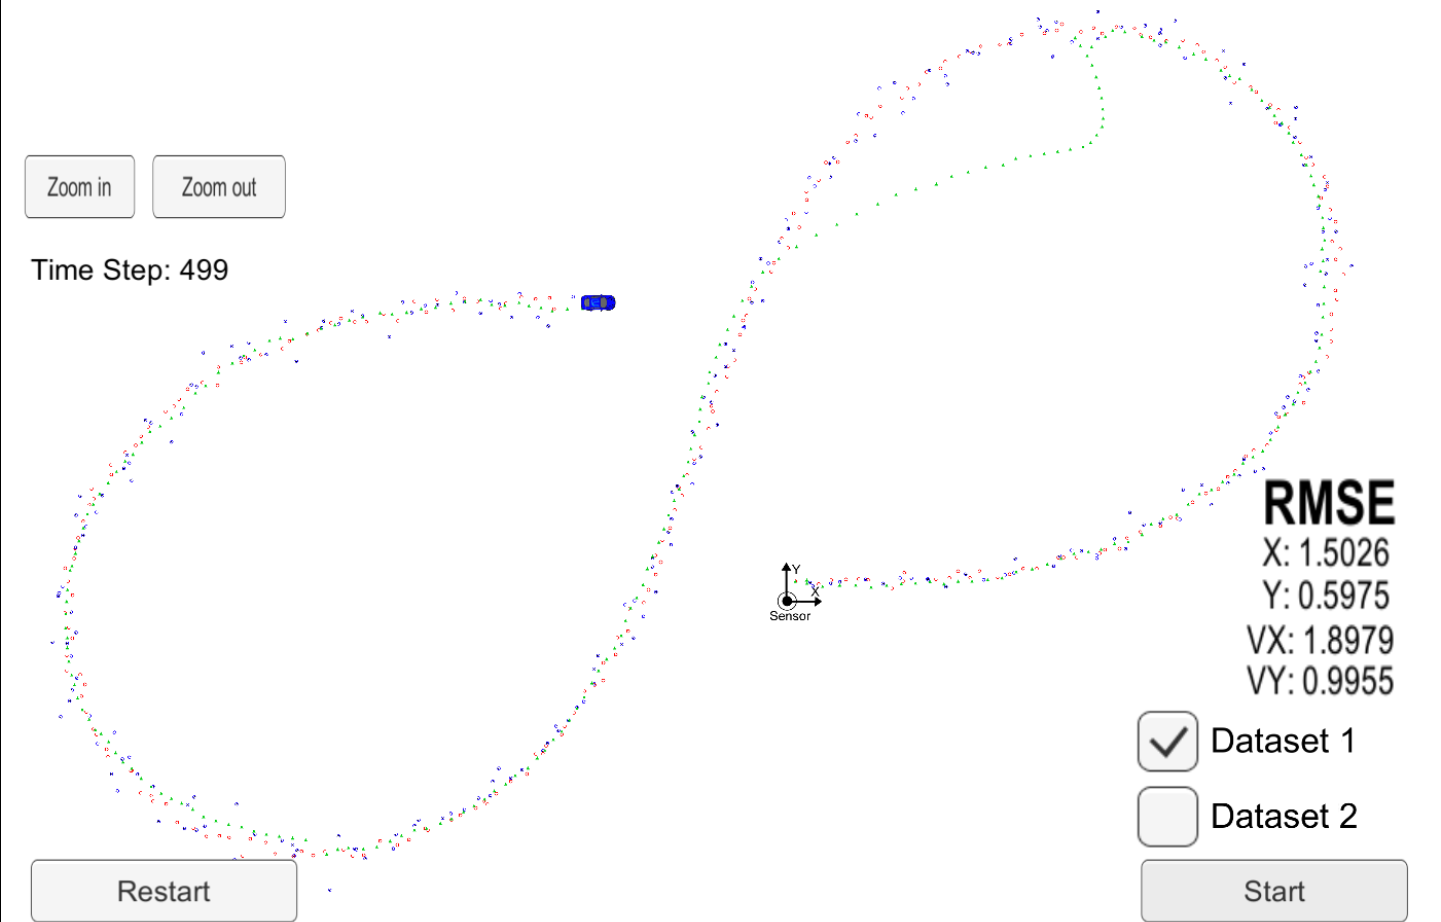 Zoom in
Zoom out
Time Step: 499
Y
X
Sensor
RMSE
X: 1.5026
Y: 0.5975
VX: 1.8979
VY: 0.9955
Dataset 1
Dataset 2
Restart
Start